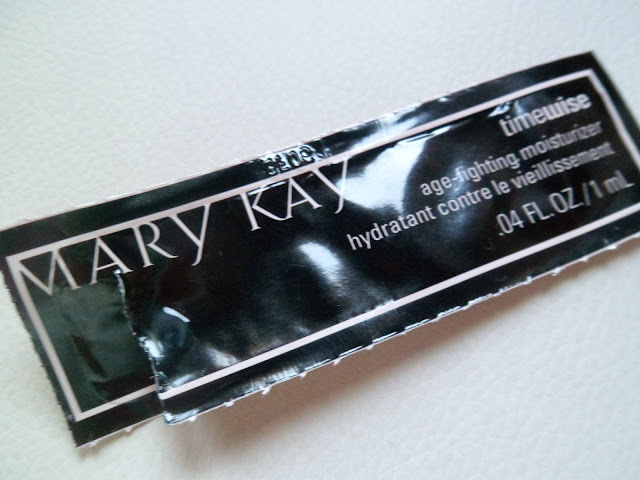 MARY KAY
timewise
age-fighting moisturizer
hydratant contre le vieillissement
.04 FL.OZ./1 mL